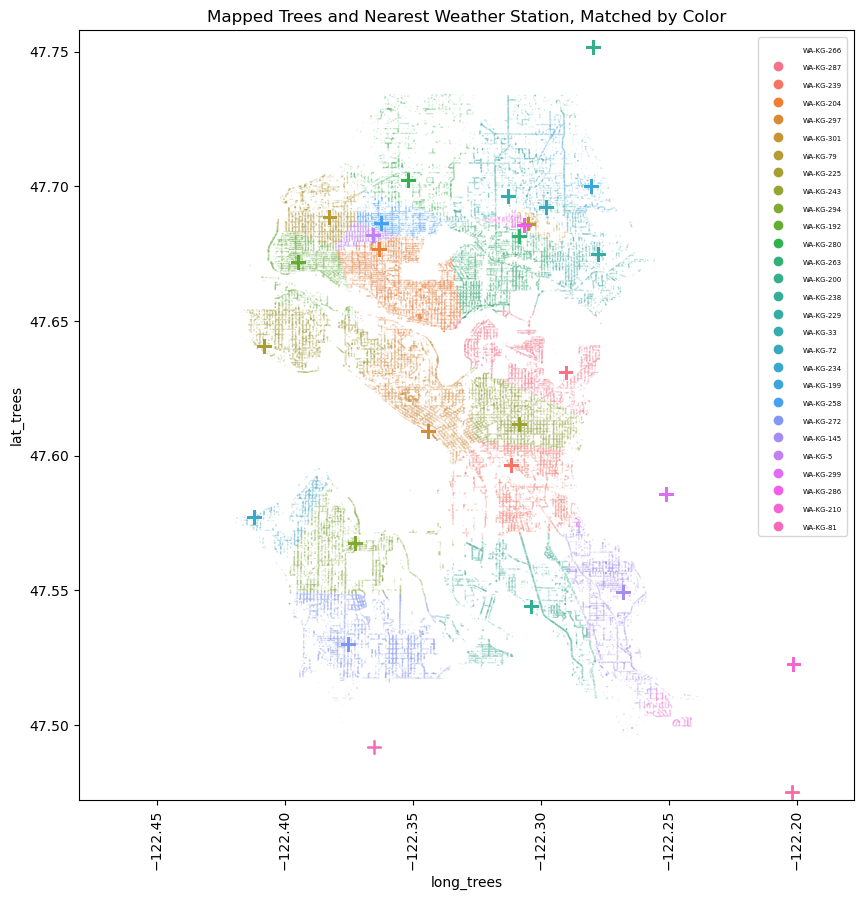 Mapped Trees and Nearest Weather Station, Matched by Color
47.75
47.70
47.65
47.60
47.55
47.50
lat_trees
−122.45
−122.40
−122.35
−122.30
−122.25
−122.20
long_trees
WA-KG-266
WA-KG-287
WA-KG-239
WA-KG-204
WA-KG-297
WA-KG-301
WA-KG-79
WA-KG-225
WA-KG-243
WA-KG-294
WA-KG-192
WA-KG-280
WA-KG-263
WA-KG-200
WA-KG-238
WA-KG-229
WA-KG-33
WA-KG-72
WA-KG-234
WA-KG-199
WA-KG-258
WA-KG-272
WA-KG-145
WA-KG-5
WA-KG-299
WA-KG-286
WA-KG-210
WA-KG-81